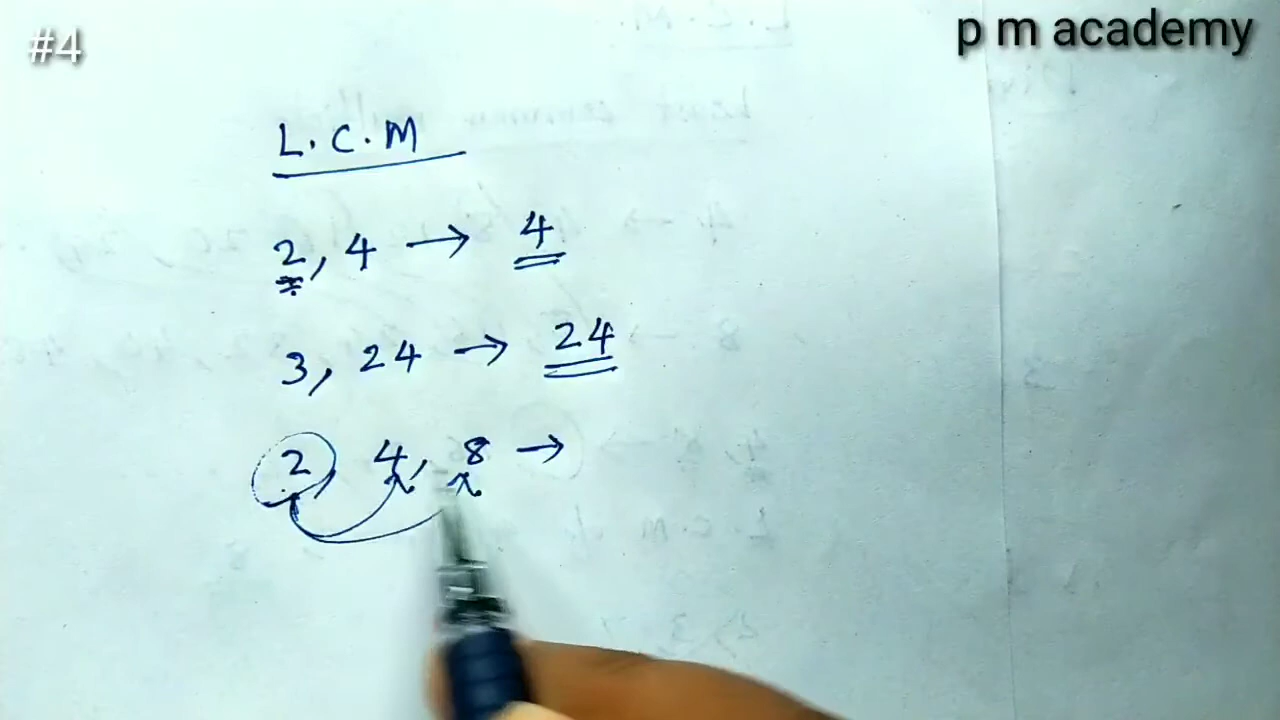 #4
p m academy
L.C.M
2, 4 → 4
3, 24 → 24
2, 4, 8 →